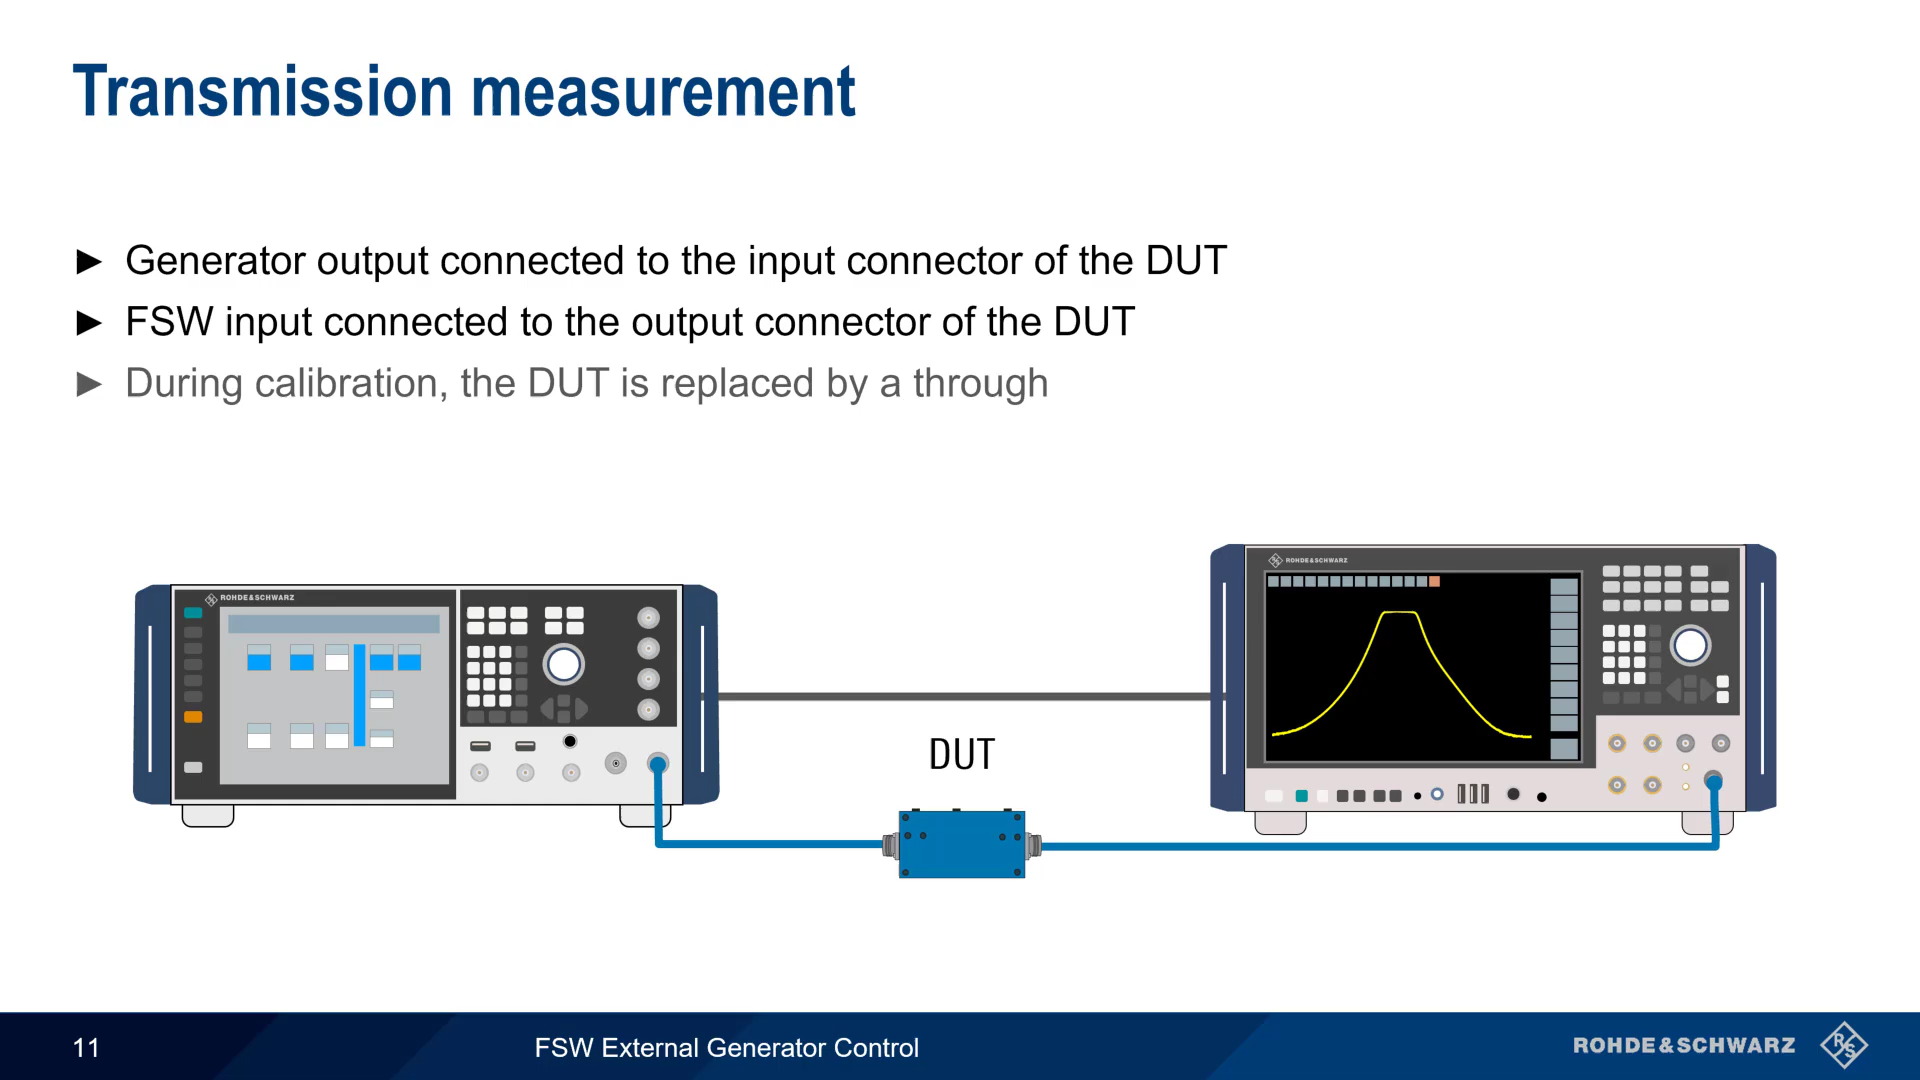 Transmission measurement
► Generator output connected to the input connector of the DUT
► FSW input connected to the output connector of the DUT
► During calibration, the DUT is replaced by a through
ROHDE&SCHWARZ
ROHDE&SCHWARZ
DUT
11
FSW External Generator Control
ROHDE&SCHWARZ
R&S